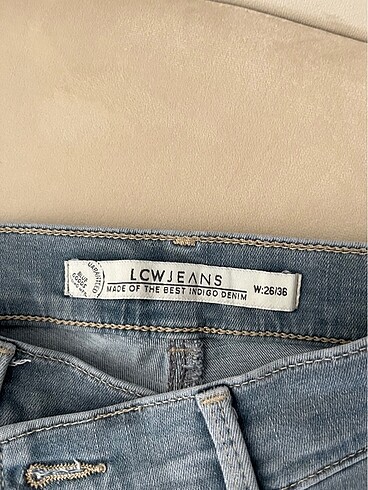 LCWJEANS
MADE OF THE BEST INDIGO DENIM
W:26/36